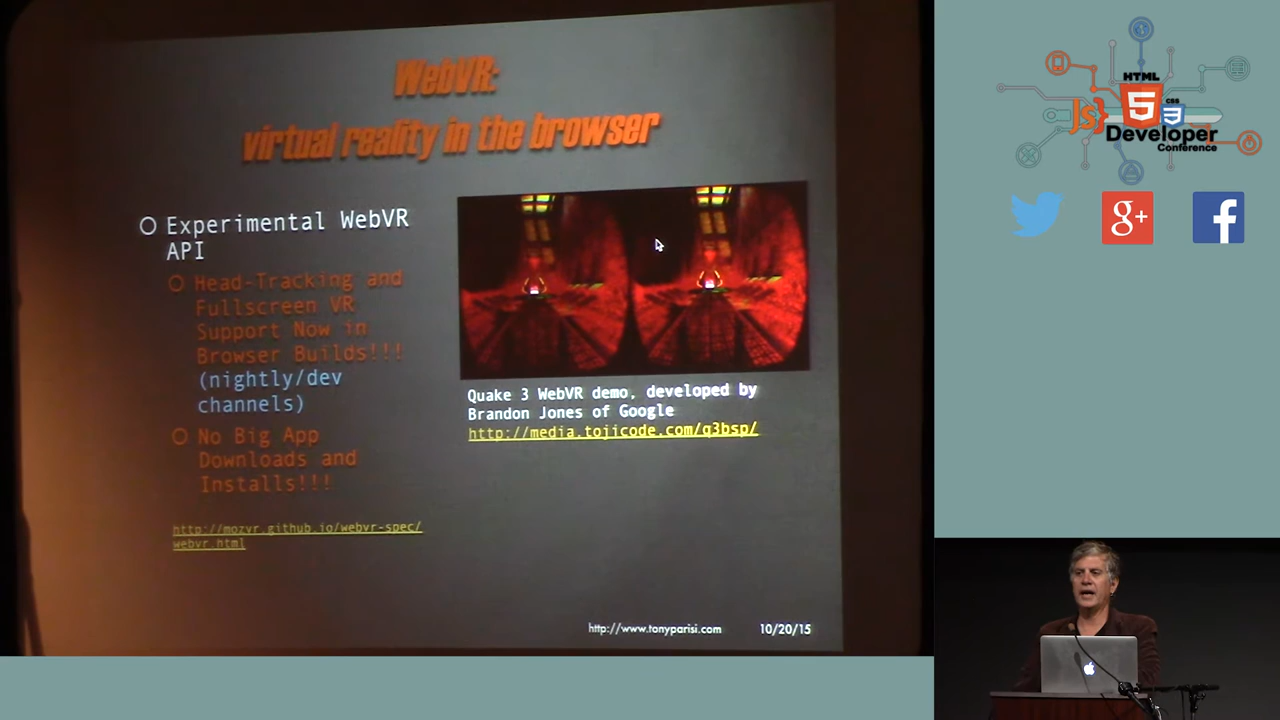 WebVR:
virtual reality in the browser
Experimental WebVR
API
Head-Tracking and
Fullscreen VR
Support Now in
Browser Builds!!!
(nightly/dev
channels)
No Big App
Downloads and
Installs!!!
http://mozvr.github.io/webvr-spec/
webvr.html
Quake 3 WebVR demo, developed by
Brandon Jones of Google
http://media.tojicode.com/q3bsp/
http://www.tonyparisi.com 10/20/15
HTML
5
JS}
CSS
3
Developer
Conference
g+
f